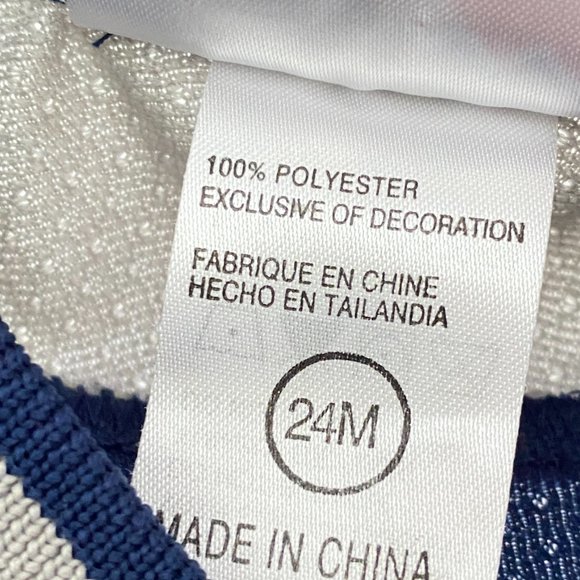 100% POLYESTER
EXCLUSIVE OF DECORATION
FABRIQUE EN CHINE
HECHO EN TAILANDIA
24M
MADE IN CHINA